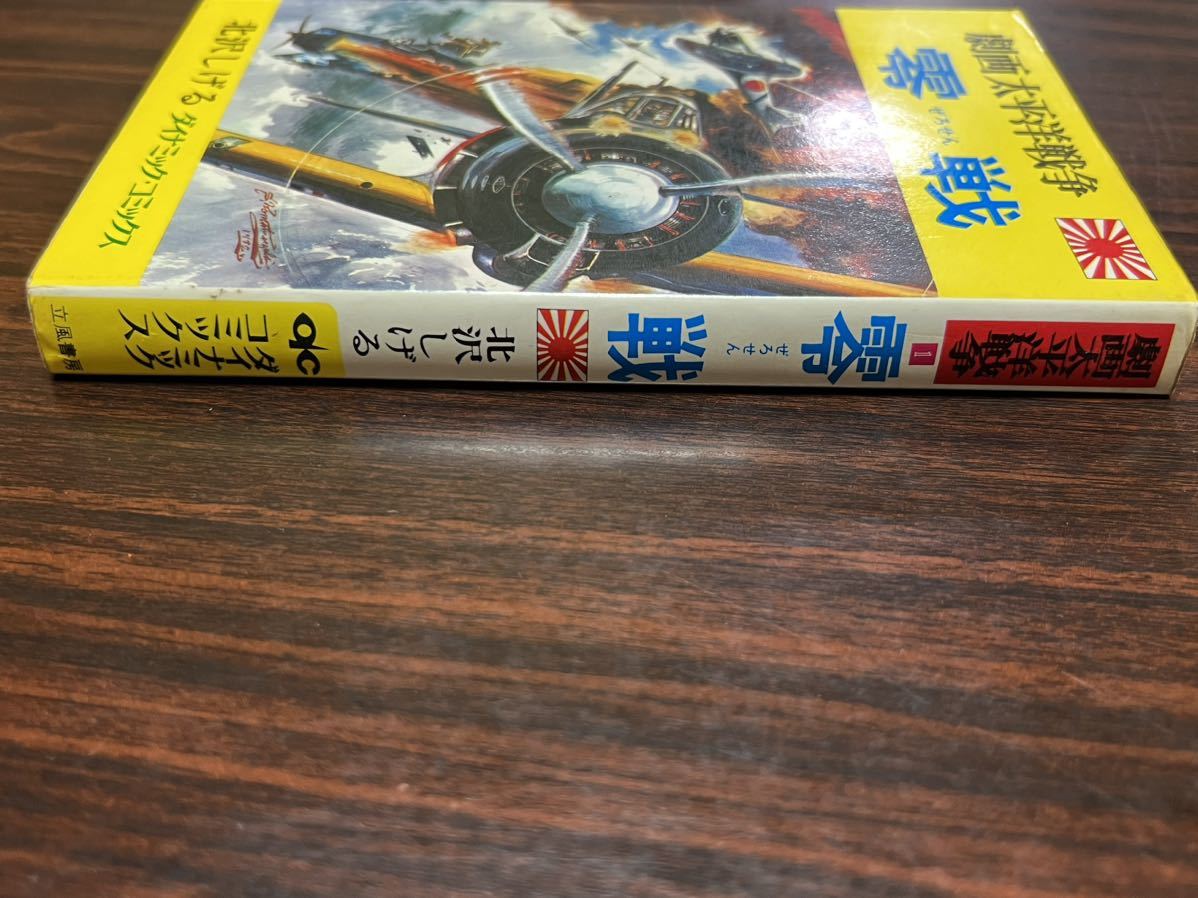 劇画太平洋戦争
零戦
ぜろせん
北沢しげる ダイナミック・コミックス
劇画太平洋戦争
1
零戦
ぜろせん
北沢しげる
dc
ダイナミック
コミックス
立風書房